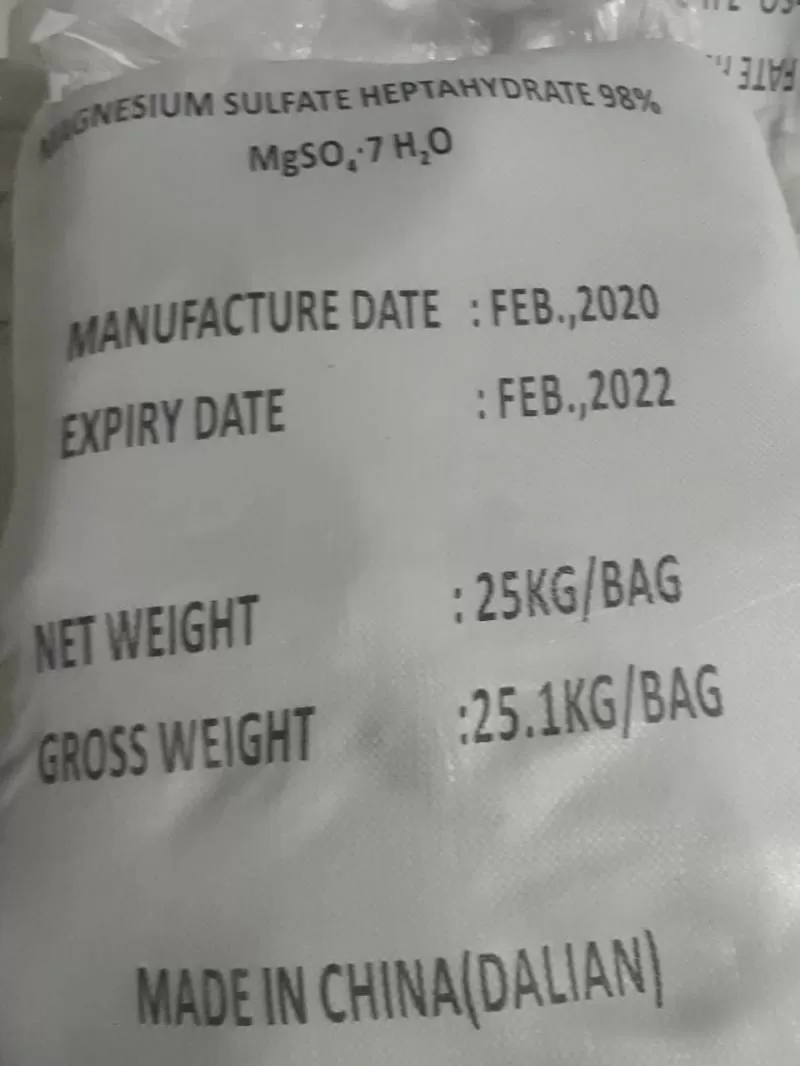 MAGNESIUM SULFATE HEPTAHYDRATE 98%
MgSO₄·7 H₂O
MANUFACTURE DATE : FEB.,2020
EXPIRY DATE : FEB.,2022
NET WEIGHT : 25KG/BAG
GROSS WEIGHT :25.1KG/BAG
MADE IN CHINA(DALIAN)